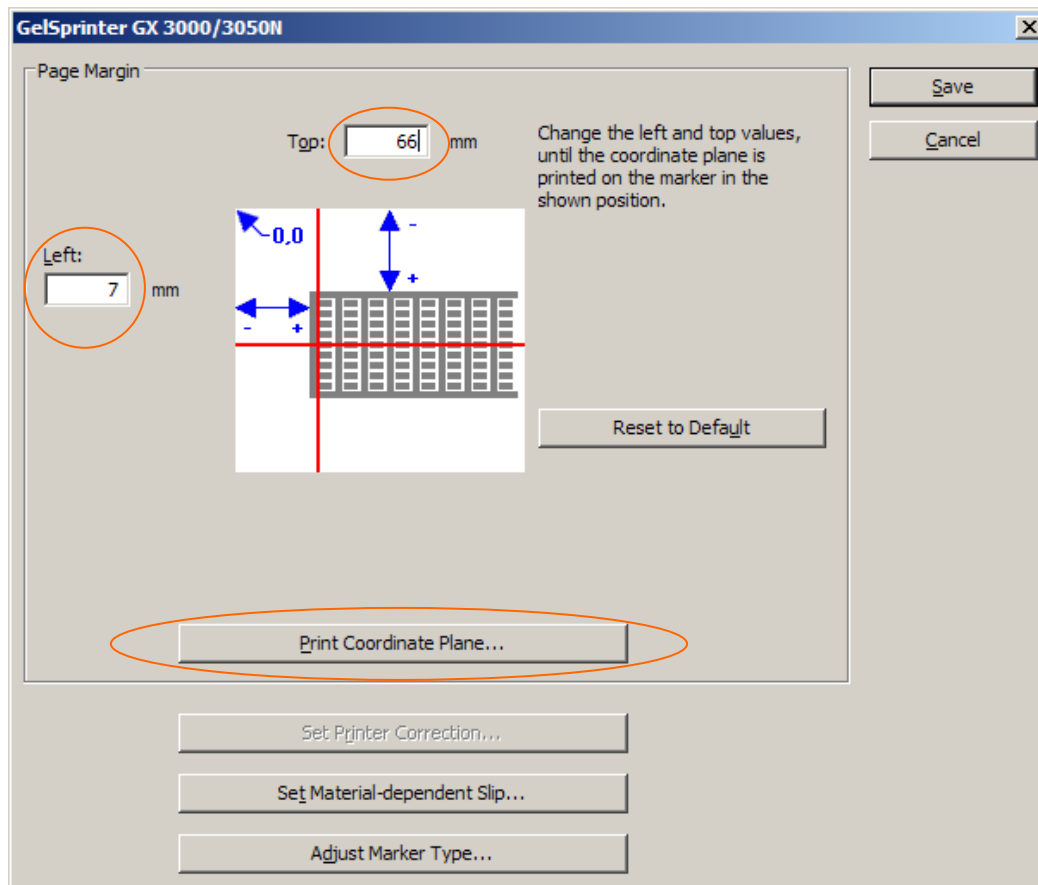 GelSprinter GX 3000/3050N
Page Margin
Save
Cancel
Top: 66 mm
Change the left and top values,
until the coordinate plane is
printed on the marker in the
shown position.
Left:
7 mm
0,0
-
+
- +
Reset to Default
Print Coordinate Plane...
Set Printer Correction...
Set Material-dependent Slip...
Adjust Marker Type...